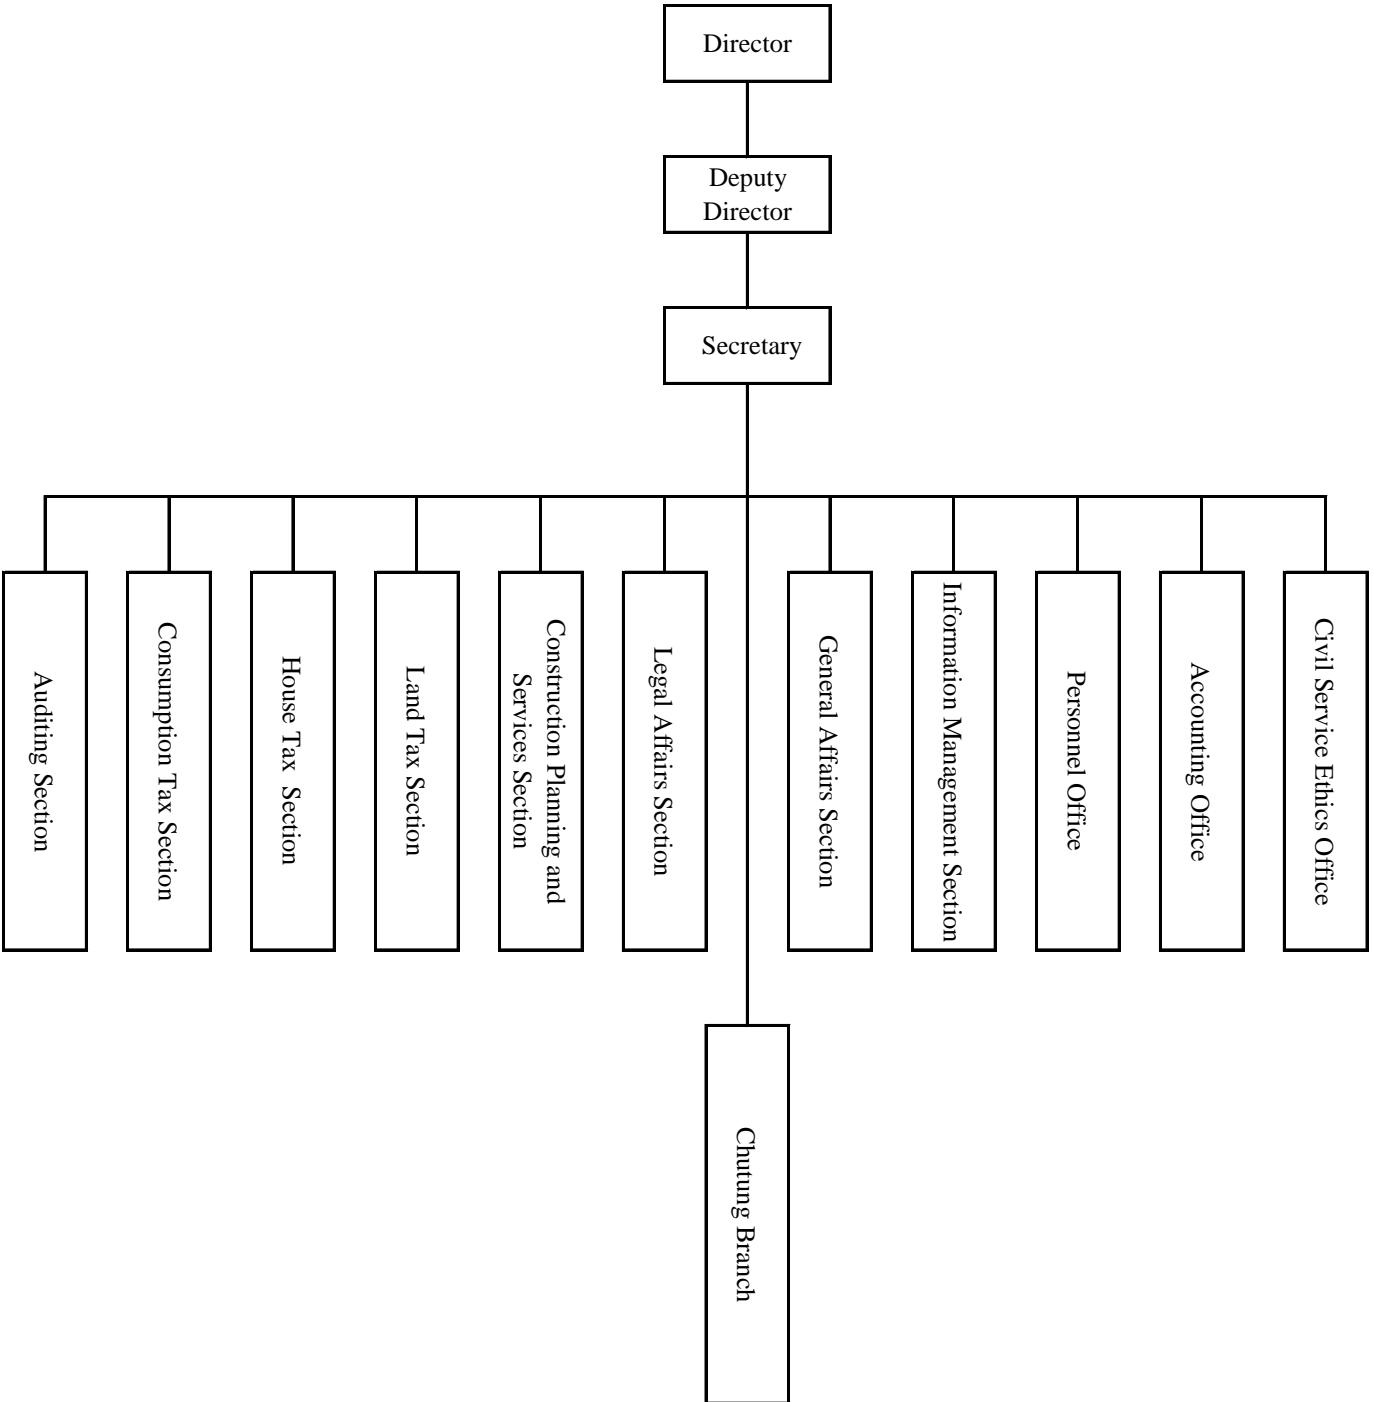 Director
Deputy
Director
Secretary
Auditing Section
Consumption Tax Section
House Tax Section
Land Tax Section
Construction Planning and
Services Section
Legal Affairs Section
General Affairs Section
Information Management Section
Personnel Office
Accounting Office
Civil Service Ethics Office
Chutung Branch